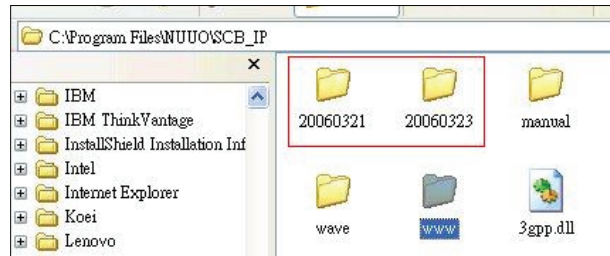 C:\Program Files\NUUO\SCB_IP
IBM
IBM ThinkVantage
InstallShield Installation Inf
Intel
Internet Explorer
Koei
Lenovo
20060321
20060323
manual
wave
www
3gpp.dll